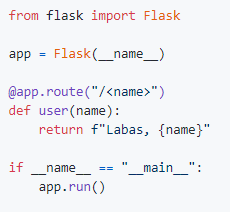 from flask import Flask
app = Flask(__name__)
@app.route("/<name>")
def user(name):
    return f"Labas, {name}"
if __name__ == "__main__":
    app.run()